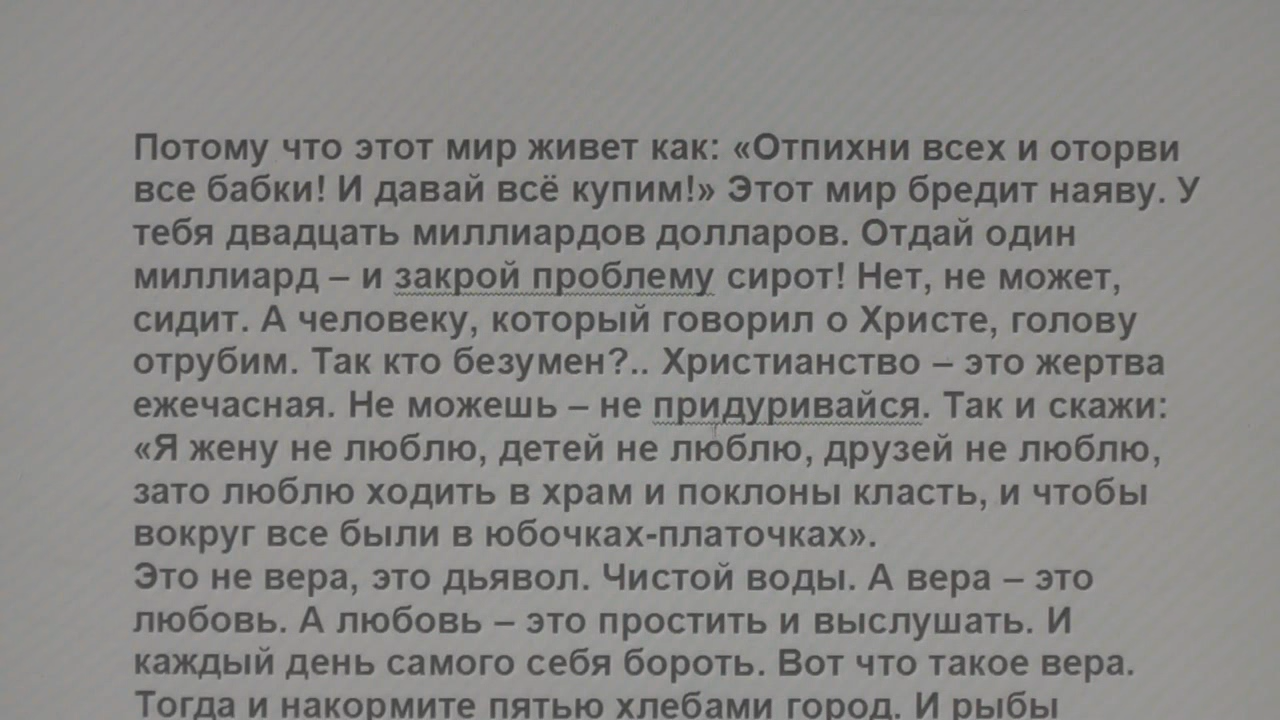 Потому что этот мир живет как: «Отпихни всех и оторви
все бабки! И давай всё купим!» Этот мир бредит наяву. У
тебя двадцать миллиардов долларов. Отдай один
миллиард – и закрой проблему сирот! Нет, не может,
сидит. А человеку, который говорил о Христе, голову
отрубим. Так кто безумен?.. Христианство – это жертва
ежечасная. Не можешь – не придуривайся. Так и скажи:
«Я жену не люблю, детей не люблю, друзей не люблю,
зато люблю ходить в храм и поклоны класть, и чтобы
вокруг все были в юбочках-платочках».
Это не вера, это дьявол. Чистой воды. А вера – это
любовь. А любовь – это простить и выслушать. И
каждый день самого себя бороть. Вот что такое вера.
Тогда и накормите пятью хлебами город. И рыбы